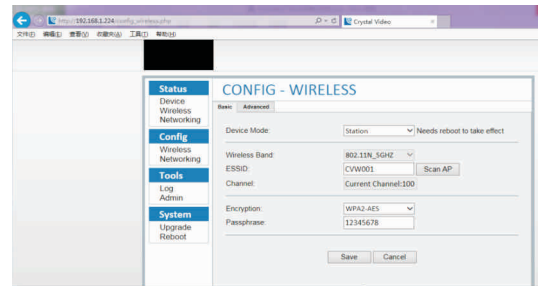 http://192.168.1.224/config_wireless.php
Crystal Video
文件(F) 编辑(E) 查看(V) 收藏夹(A) 工具(T) 帮助(H)
Status
Device
Wireless
Networking
Config
Wireless
Networking
Tools
Log
Admin
System
Upgrade
Reboot
CONFIG - WIRELESS
Basic Advanced
Device Mode: Station Needs reboot to take effect
Wireless Band: 802.11N_5GHZ
ESSID: CVW001 Scan AP
Channel: Current Channel:100
Encryption: WPA2-AES
Passphrase: 12345678
Save Cancel